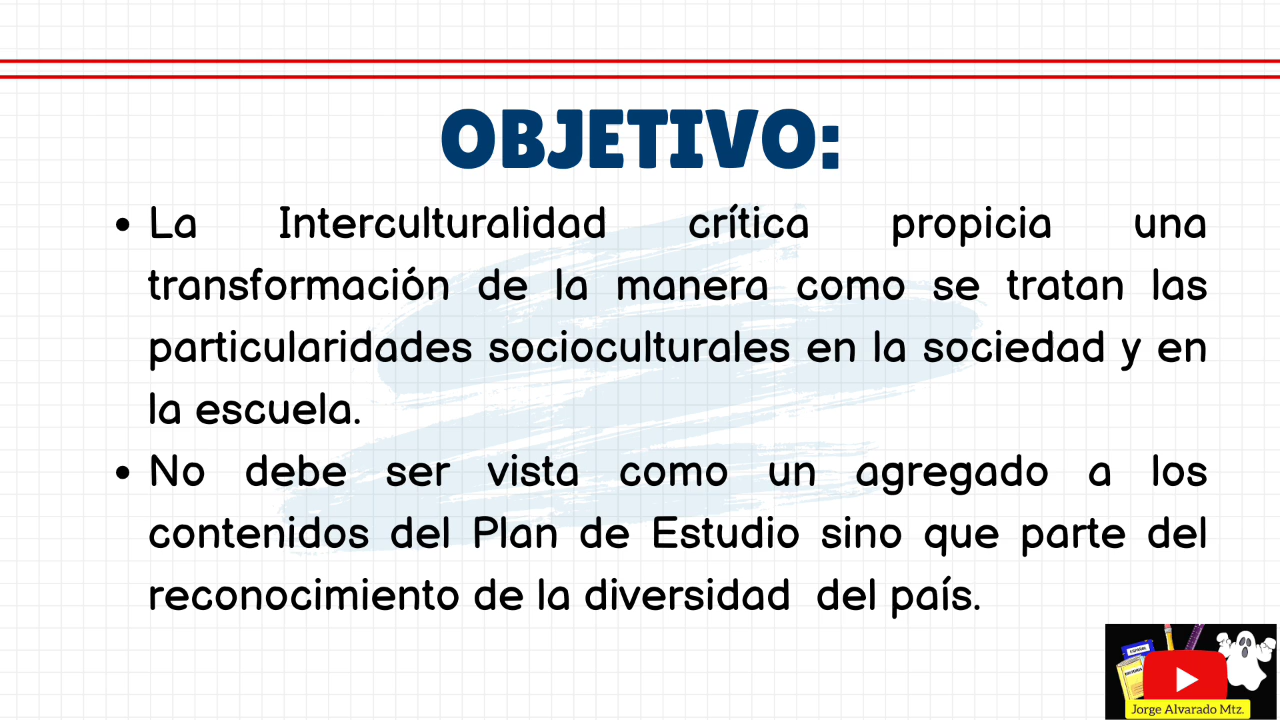 OBJETIVO:
• La Interculturalidad crítica propicia una
transformación de la manera como se tratan las
particularidades socioculturales en la sociedad y en
la escuela.
• No debe ser vista como un agregado a los
contenidos del Plan de Estudio sino que parte del
reconocimiento de la diversidad del país.
Jorge Alvarado Mtz.